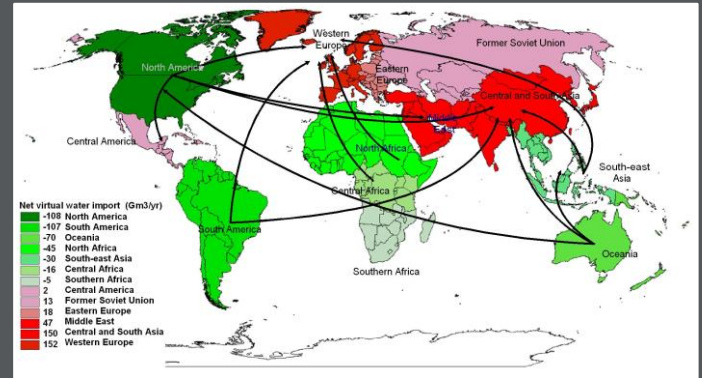 Western
Europe
Former Soviet Union
North America
Eastern
Europe
Central and South Asia
Middle
East
Central America
North Africa
South-east
Asia
Central Africa
South America
Oceania
Southern Africa
Net virtual water import (Gm3/yr)
-108 North America
-107 South America
-70 Oceania
-45 North Africa
-30 South-east Asia
-16 Central Africa
-5 Southern Africa
2 Central America
13 Former Soviet Union
18 Eastern Europe
47 Middle East
150 Central and South Asia
152 Western Europe